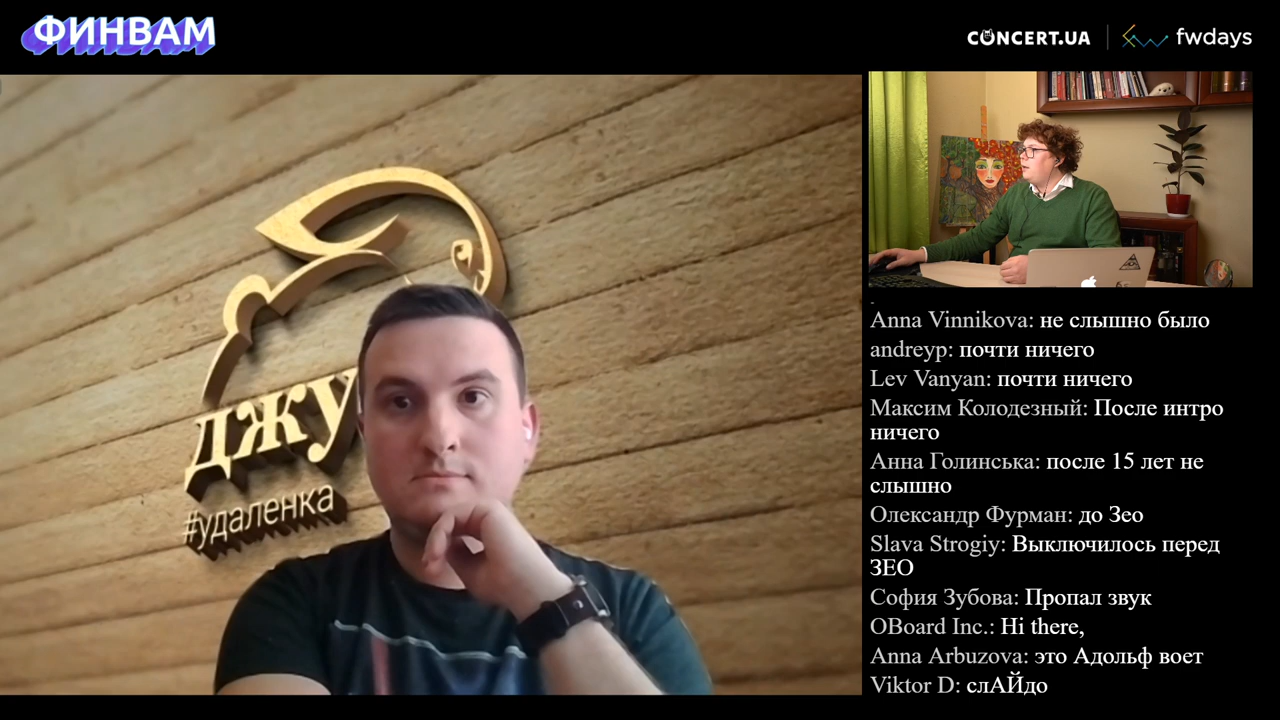 ФИНВАМ
CONCERT.UA
fwdays
джу
#удаленка
Anna Vinnikova: не слышно было
andreyp: почти ничего
Lev Vanyan: почти ничего
Максим Колодезный: После интро
ничего
Анна Голинська: после 15 лет не
слышно
Олександр Фурман: до Зео
Slava Strogiy: Выключилось перед
ЗЕО
София Зубова: Пропал звук
OBoard Inc.: Hi there,
Anna Arbuzova: это Адольф воет
Viktor D: слАЙдо